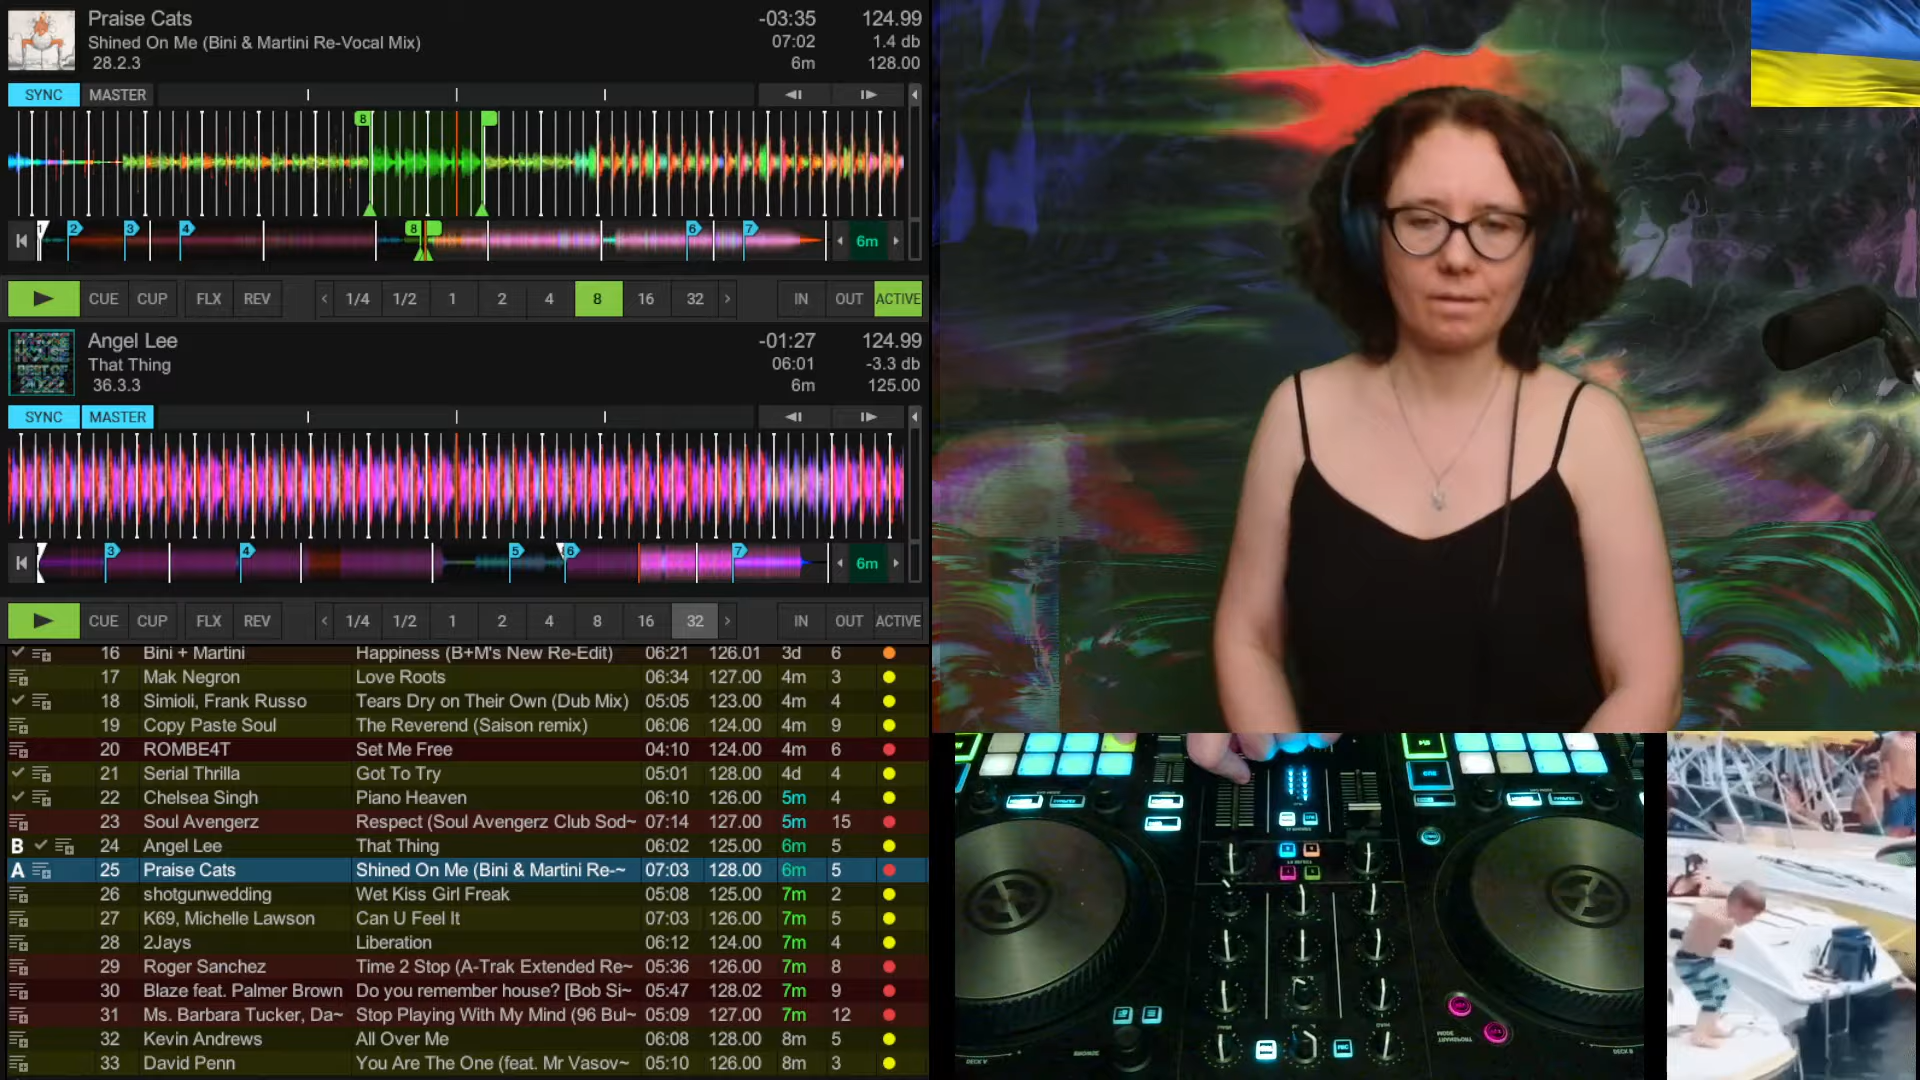 Praise Cats -03:35 124.99
Shined On Me (Bini & Martini Re-Vocal Mix) 07:02 1.4 db
28.2.3 6m 128.00
SYNC MASTER
8
1 2 3 4 8 6 7 6m
CUE CUP FLX REV 1/4 1/2 1 2 4 8 16 32 IN OUT ACTIVE
Angel Lee -01:27 124.99
That Thing 06:01 -3.3 db
36.3.3 6m 125.00
SYNC MASTER
3 4 5 6 7 6m
CUE CUP FLX REV 1/4 1/2 1 2 4 8 16 32 IN OUT ACTIVE
16 Bini + Martini Happiness (B+M's New Re-Edit) 06:21 126.01 3d 6
17 Mak Negron Love Roots 06:34 127.00 4m 3
18 Simioli, Frank Russo Tears Dry on Their Own (Dub Mix) 05:05 123.00 4m 4
19 Copy Paste Soul The Reverend (Saison remix) 06:06 124.00 4m 9
20 ROMBE4T Set Me Free 04:10 124.00 4m 6
21 Serial Thrilla Got To Try 05:01 128.00 4d 4
22 Chelsea Singh Piano Heaven 06:10 126.00 5m 4
23 Soul Avengerz Respect (Soul Avengerz Club Sod~ 07:14 127.00 5m 15
B 24 Angel Lee That Thing 06:02 125.00 6m 5
A 25 Praise Cats Shined On Me (Bini & Martini Re-~ 07:03 128.00 6m 5
26 shotgunwedding Wet Kiss Girl Freak 05:08 125.00 7m 2
27 K69, Michelle Lawson Can U Feel It 07:03 126.00 7m 5
28 2Jays Liberation 06:12 124.00 7m 4
29 Roger Sanchez Time 2 Stop (A-Trak Extended Re~ 05:36 126.00 7m 8
30 Blaze feat. Palmer Brown Do you remember house? [Bob Si~ 05:47 128.02 7m 9
31 Ms. Barbara Tucker, Da~ Stop Playing With My Mind (96 Bul~ 05:09 127.00 7m 12
32 Kevin Andrews All Over Me 06:08 128.00 8m 5
33 David Penn You Are The One (feat. Mr Vasov~ 05:10 126.00 8m 3